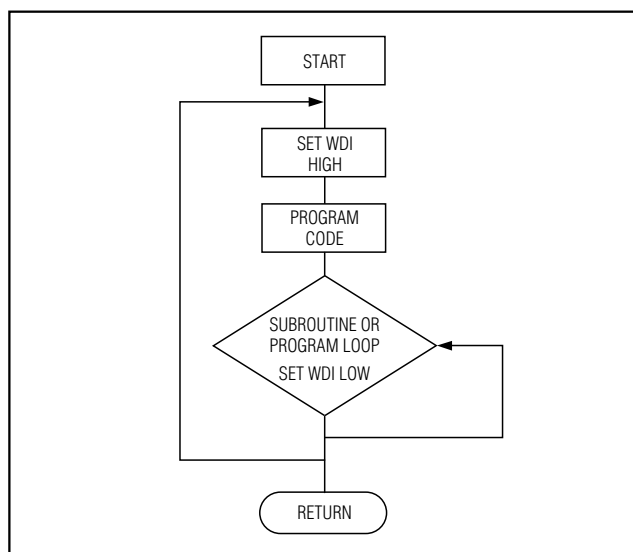 START
SET WDI
HIGH
PROGRAM
CODE
SUBROUTINE OR
PROGRAM LOOP
SET WDI LOW
RETURN